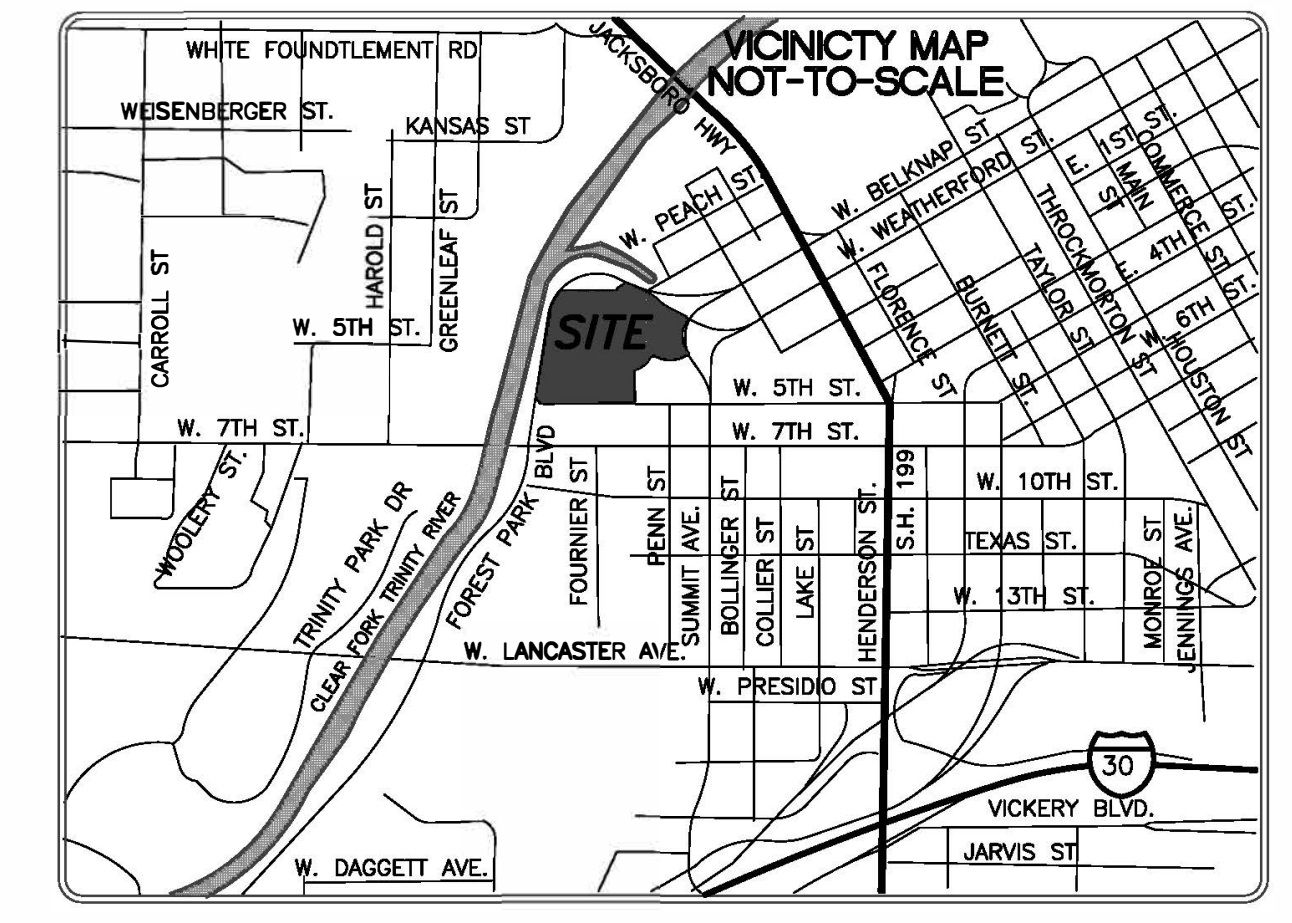 VICINICTY MAP
NOT-TO-SCALE
WHITE FOUNDTLEMENT RD
JACKSBORO HWY
WEISENBERGER ST.
KANSAS ST
W. BELKNAP ST
W. WEATHERFORD ST.
E. 1ST ST.
COMMERCE ST
MAIN ST
W. PEACH ST.
HAROLD ST
GREENLEAF ST
THROCKMORTON ST
E. 4TH ST.
CARROLL ST
TAYLOR ST
FLORENCE ST
BURNETT ST.
W. 6TH ST.
HOUSTON ST
W. 5TH ST.
SITE
W. 5TH ST.
W. 7TH ST.
W. 7TH ST.
WOOLERY ST.
TRINITY PARK DR
CLEAR FORK TRINITY RIVER
FOREST PARK BLVD
FOURNIER ST
PENN ST
SUMMIT AVE.
BOLLINGER ST
COLLIER ST
LAKE ST
HENDERSON ST.
S.H. 199
W. 10TH ST.
TEXAS ST.
W. 13TH ST.
MONROE ST
JENNINGS AVE.
W. LANCASTER AVE.
W. PRESIDIO ST
30
VICKERY BLVD.
JARVIS ST
W. DAGGETT AVE.